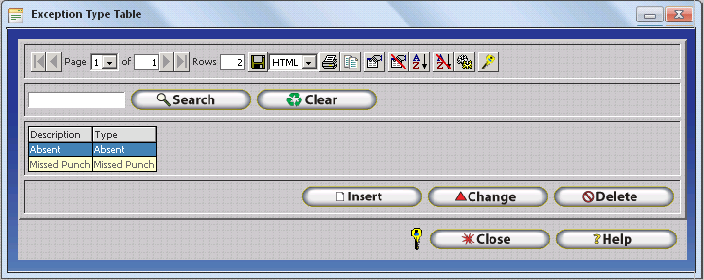 Exception Type Table
Page 1 of 1 Rows 2 HTML
Search Clear
Description Type
Absent Absent
Missed Punch Missed Punch
Insert Change Delete
Close Help